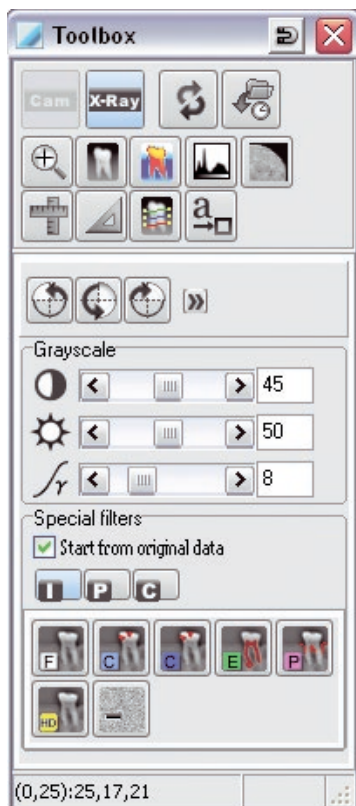 Toolbox
Cam X-Ray
a
Grayscale
45
50
γ 8
Special filters
Start from original data
I P C
F C C E P
HD
(0,25):25,17,21